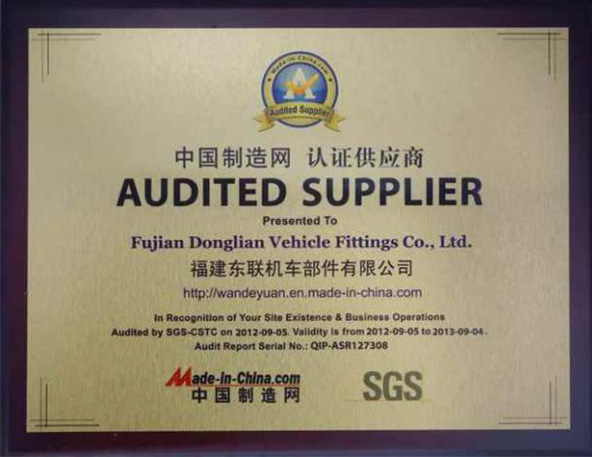 Made-in-China.com
Audited Supplier
中国制造网 认证供应商
AUDITED SUPPLIER
Presented To
Fujian Donglian Vehicle Fittings Co., Ltd.
福建东联机车部件有限公司
http://wandeyuan.en.made-in-china.com
In Recognition of Your Site Existence & Business Operations
Audited by SGS-CSTC on 2012-09-05. Validity is from 2012-09-05 to 2013-09-04.
Audit Report Serial No.: QIP-ASR127308
Made-in-China.com
中国制造网
SGS